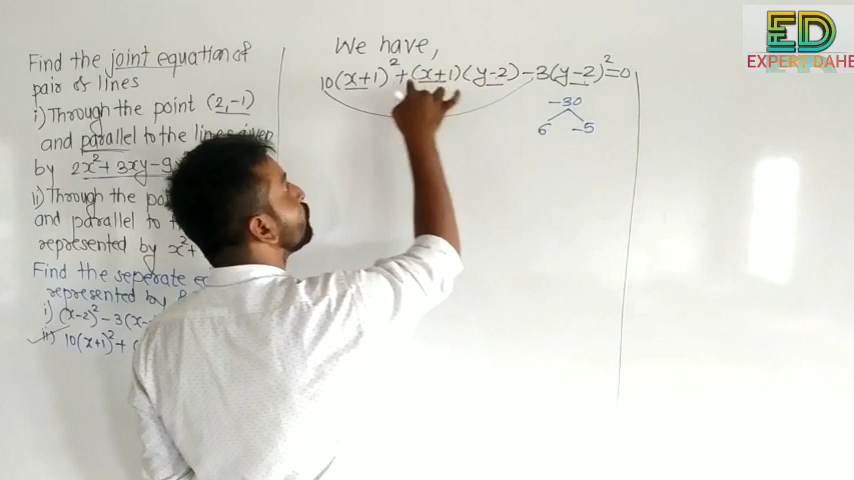 Find the joint equation of
pair of lines
i) Through the point (2,-1)
and parallel to the lines given
by 2x²+3xy-9y
ii) Through the
and parallel to
represented by x²+
Find the seperate
represented by
i) (x-2)²-3(x-
ii) 10(x+1)²+(
We have,
10(x+1)²+(x+1)(y-2)-3(y-2)²=0
-30
6 -5
ED
EXPERT DAHE